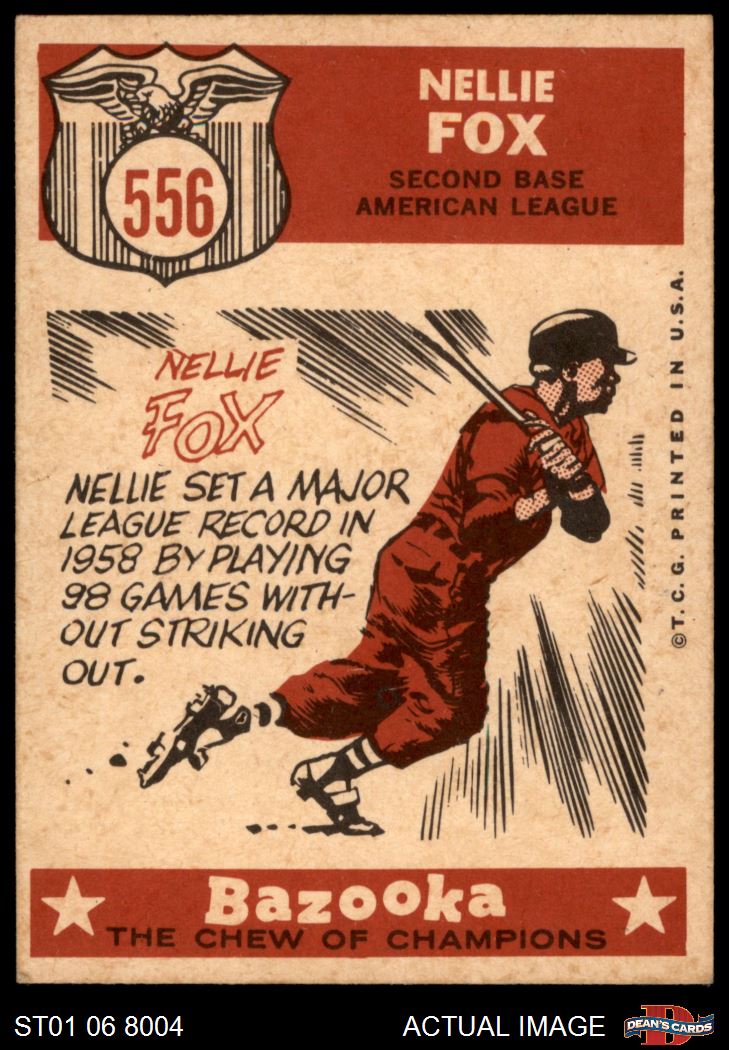 556
NELLIE
FOX
SECOND BASE
AMERICAN LEAGUE
NELLIE
FOX
NELLIE SET A MAJOR
LEAGUE RECORD IN
1958 BY PLAYING
98 GAMES WITH-
OUT STRIKING
OUT.
©T.C.G. PRINTED IN U.S.A.
Bazooka
THE CHEW OF CHAMPIONS
ST01 06 8004
ACTUAL IMAGE
D
DEAN'S CARDS